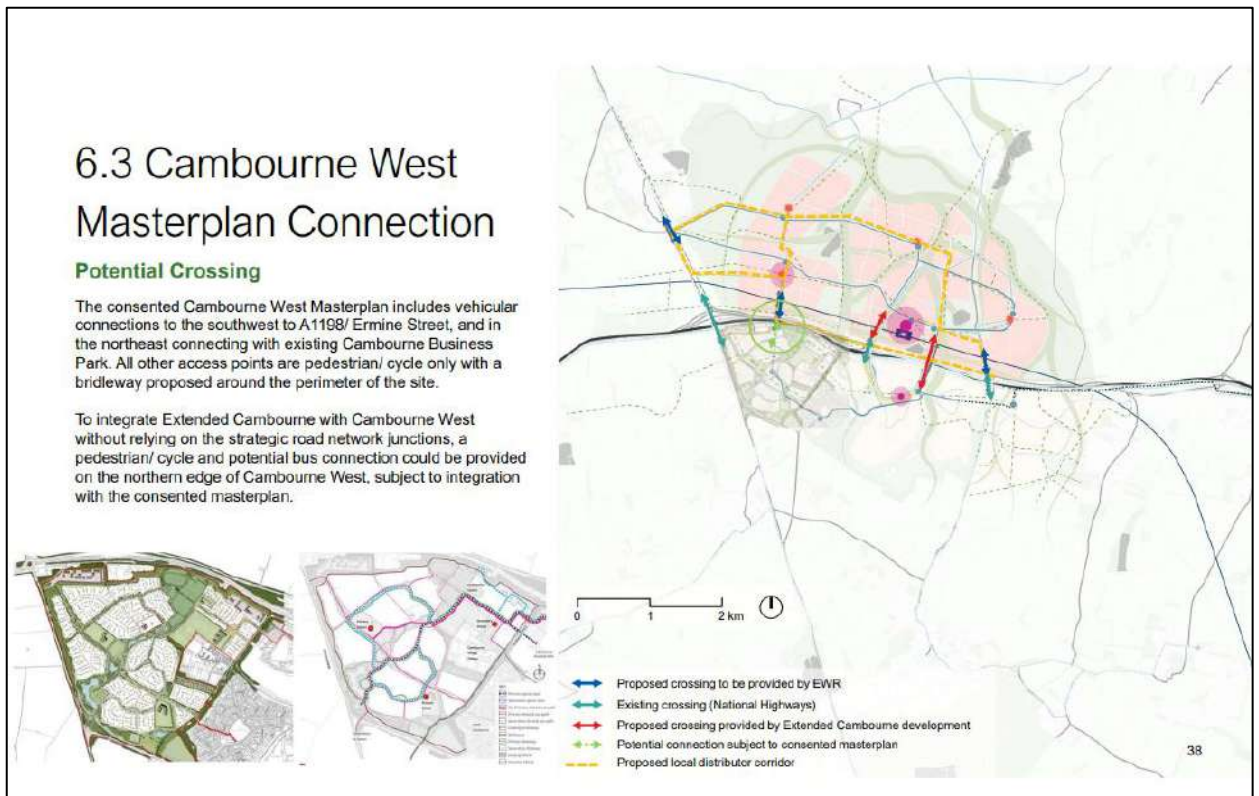 6.3 Cambourne West
Masterplan Connection
Potential Crossing
The consented Cambourne West Masterplan includes vehicular
connections to the southwest to A1198/ Ermine Street, and in
the northeast connecting with existing Cambourne Business
Park. All other access points are pedestrian/ cycle only with a
bridleway proposed around the perimeter of the site.
To integrate Extended Cambourne with Cambourne West
without relying on the strategic road network junctions, a
pedestrian/ cycle and potential bus connection could be provided
on the northern edge of Cambourne West, subject to integration
with the consented masterplan.
0 1 2 km
Proposed crossing to be provided by EWR
Existing crossing (National Highways)
Proposed crossing provided by Extended Cambourne development
Potential connection subject to consented masterplan
Proposed local distributor corridor
38